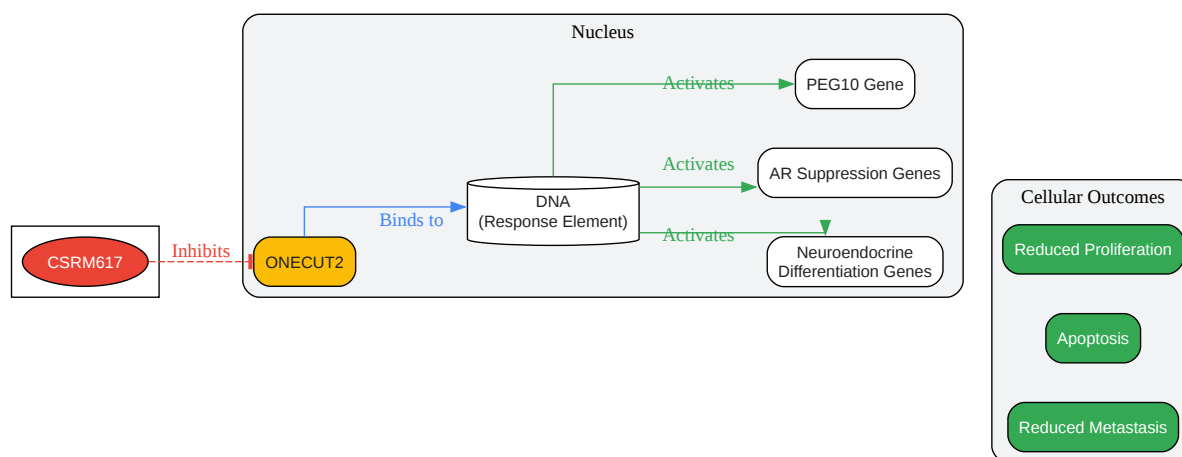 Nucleus
Activates
PEG10 Gene
Activates
AR Suppression Genes
DNA
(Response Element)
Binds to
Activates
Neuroendocrine
Differentiation Genes
CSRM617
Inhibits
ONECUT2
Cellular Outcomes
Reduced Proliferation
Apoptosis
Reduced Metastasis